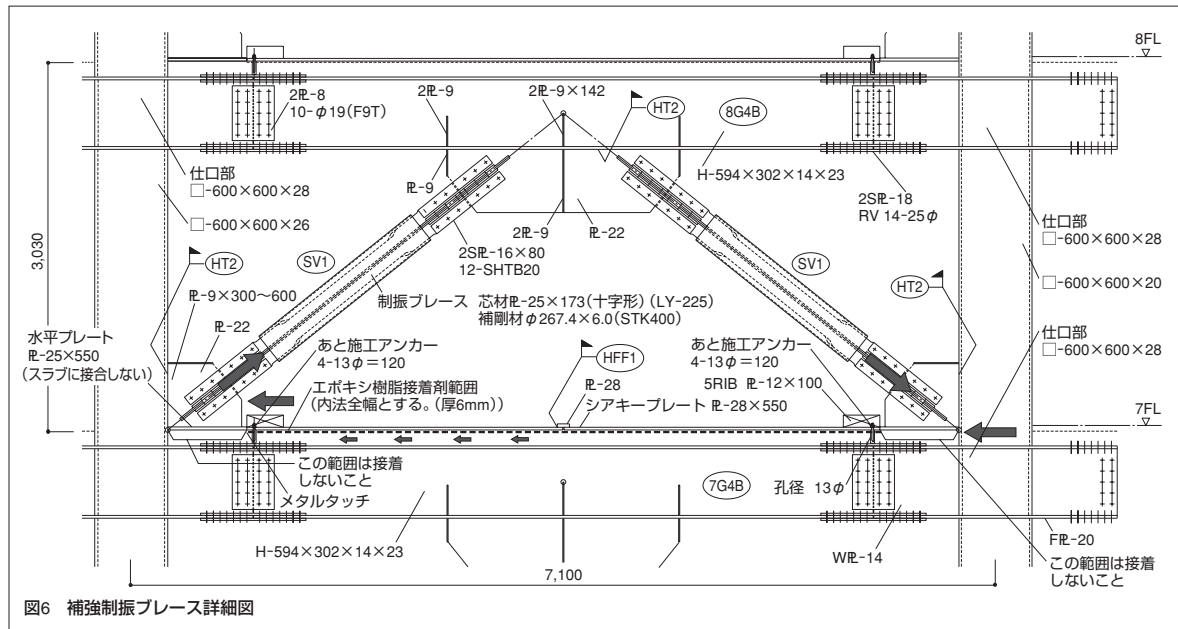 8FL
2PL-8
10-φ19(F9T)
2PL-9
2PL-9×142
HT2
8G4B
仕口部
□-600×600×28
□-600×600×26
PL-9
H-594×302×14×23
2SPL-18
RV 14-25φ
仕口部
□-600×600×28
□-600×600×20
3,030
2PL-9
PL-22
2SPL-16×80
12-SHTB20
SV1
SV1
HT2
HT2
PL-9×300～600
制振ブレース 芯材PL-25×173(十字形)(LY-225)
補剛材φ267.4×6.0(STK400)
仕口部
□-600×600×28
水平プレート
PL-25×550
(スラブに接合しない)
PL-22
あと施工アンカー
4-13φ=120
エポキシ樹脂接着剤範囲
(内法全幅とする。(厚6mm))
HFF1
PL-28
シアキープレート PL-28×550
あと施工アンカー
4-13φ=120
5RIB PL-12×100
7FL
この範囲は接着
しないこと
メタルタッチ
7G4B
孔径 13φ
H-594×302×14×23
WPL-14
FPL-20
この範囲は接着
しないこと
7,100
図6 補強制振ブレース詳細図